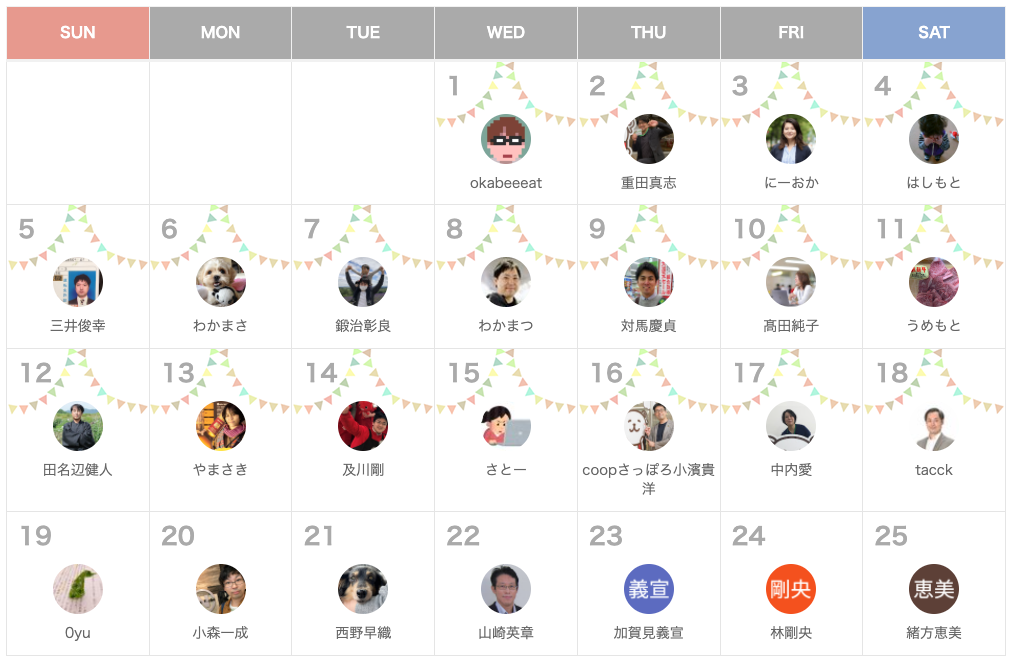 SUN MON TUE WED THU FRI SAT
1 2 3 4
okabeeeat 重田真志 にーおか はしもと
5 6 7 8 9 10 11
三井俊幸 わかまさ 鍛治彰良 わかまつ 対馬慶貞 髙田純子 うめもと
12 13 14 15 16 17 18
田名辺健人 やまさき 及川剛 さとー coopさっぽろ小濱貴 中内愛 tacck
洋
19 20 21 22 23 24 25
義宣 剛央 恵美
0yu 小森一成 西野早織 山崎英章 加賀見義宣 林剛央 緒方恵美